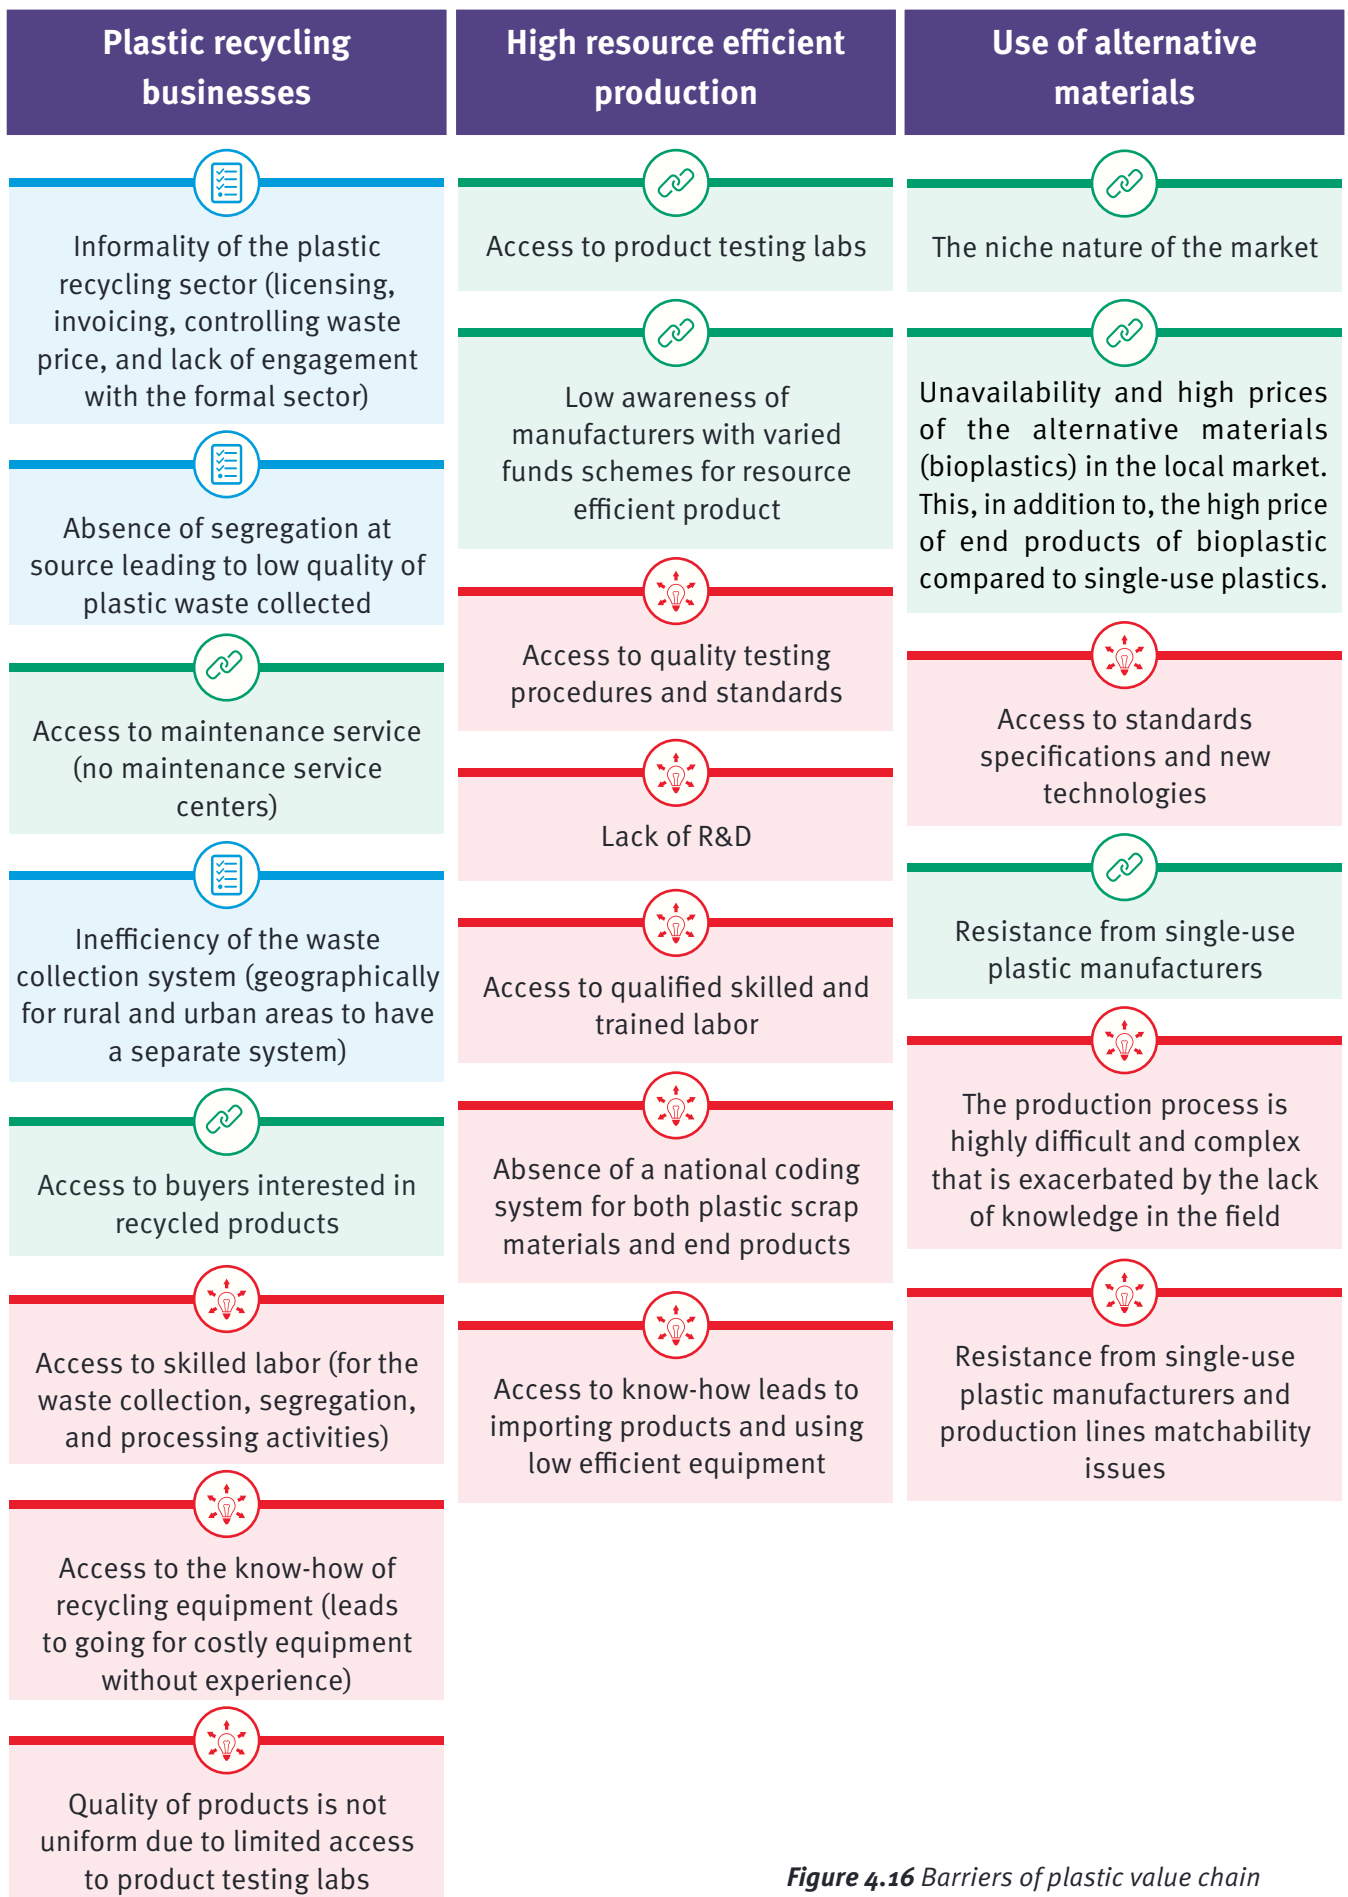 Plastic recycling
businesses
Informality of the plastic
recycling sector (licensing,
invoicing, controlling waste
price, and lack of engagement
with the formal sector)
Absence of segregation at
source leading to low quality of
plastic waste collected
Access to maintenance service
(no maintenance service
centers)
Inefficiency of the waste
collection system (geographically
for rural and urban areas to have
a separate system)
Access to buyers interested in
recycled products
Access to skilled labor (for the
waste collection, segregation,
and processing activities)
Access to the know-how of
recycling equipment (leads
to going for costly equipment
without experience)
Quality of products is not
uniform due to limited access
to product testing labs
High resource efficient
production
Access to product testing labs
Low awareness of
manufacturers with varied
funds schemes for resource
efficient product
Access to quality testing
procedures and standards
Lack of R&D
Access to qualified skilled and
trained labor
Absence of a national coding
system for both plastic scrap
materials and end products
Access to know-how leads to
importing products and using
low efficient equipment
Use of alternative
materials
The niche nature of the market
Unavailability and high prices
of the alternative materials
(bioplastics) in the local market.
This, in addition to, the high price
of end products of bioplastic
compared to single-use plastics.
Access to standards
specifications and new
technologies
Resistance from single-use
plastic manufacturers
The production process is
highly difficult and complex
that is exacerbated by the lack
of knowledge in the field
Resistance from single-use
plastic manufacturers and
production lines matchability
issues
Figure 4.16 Barriers of plastic value chain